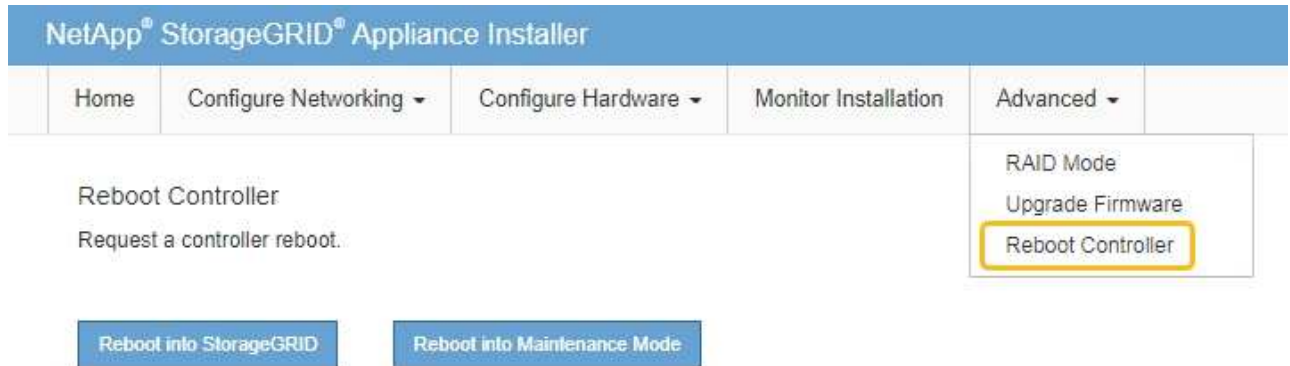 NetApp® StorageGRID® Appliance Installer
Home Configure Networking Configure Hardware Monitor Installation Advanced
RAID Mode
Upgrade Firmware
Reboot Controller
Reboot Controller
Request a controller reboot.
Reboot into StorageGRID Reboot into Maintenance Mode